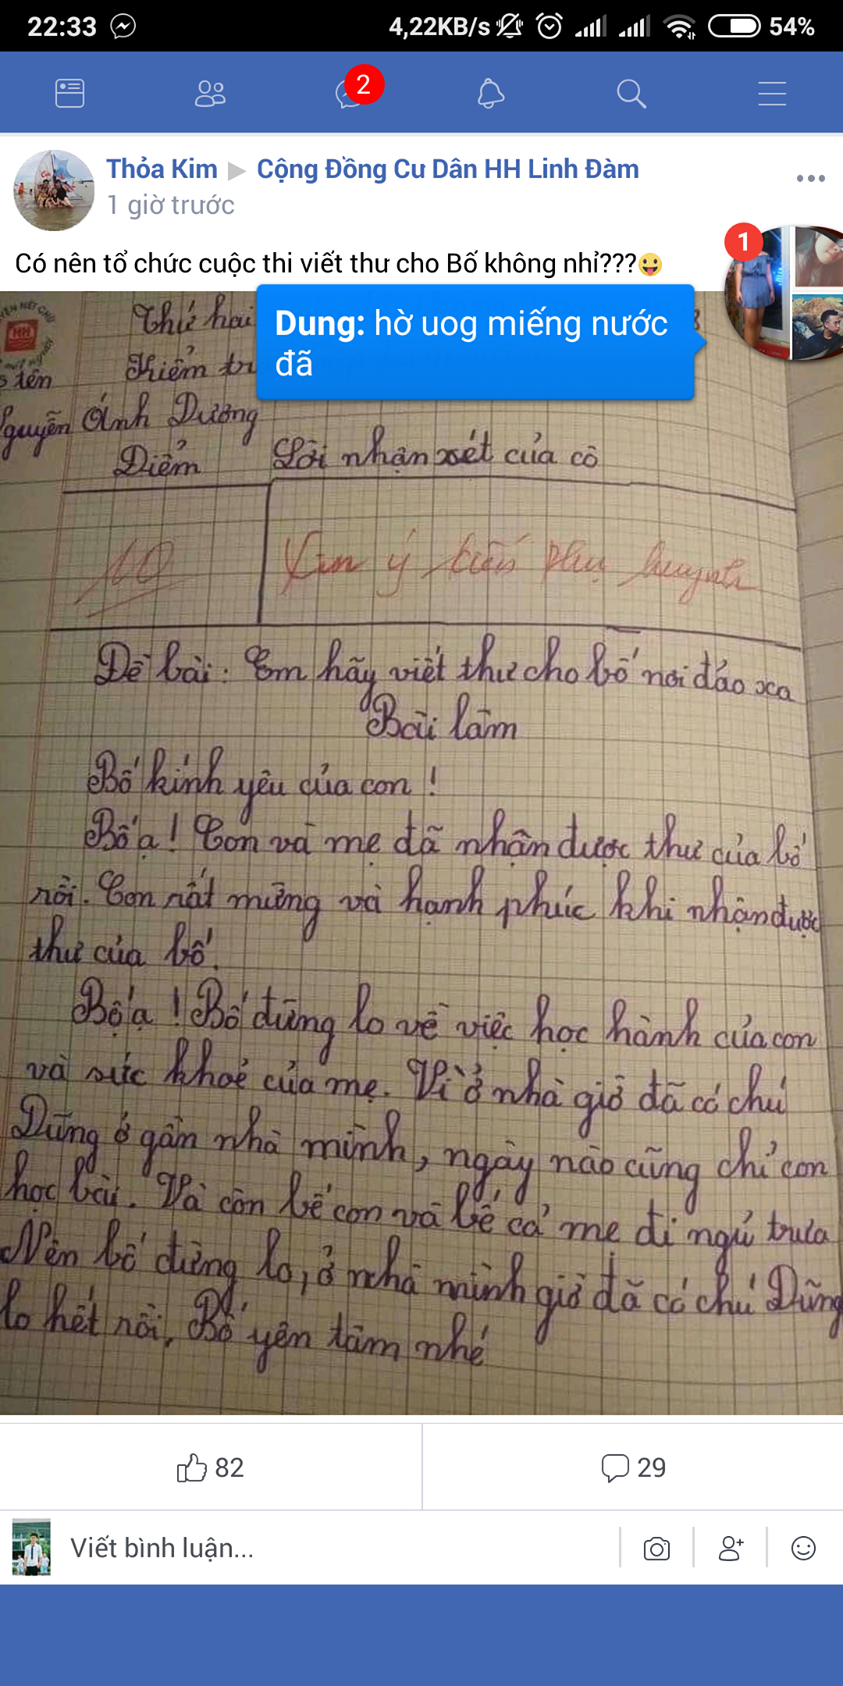 22:33 4,22KB/s 54%
2
Thỏa Kim ▶ Cộng Đồng Cư Dân HH Linh Đàm
1 giờ trước
Có nên tổ chức cuộc thi viết thư cho Bố không nhỉ???😛
1
Dung: hờ uog miếng nước
đã
HH
Thứ hai
Kiểm tr
tên
Nguyễn Ánh Dương
Điểm Lời nhận xét của cô
10 Xin ý kiến phụ huynh
Đề bài: Em hãy viết thư cho bố nơi đảo xa
Bài làm
Bố kính yêu của con!
Bố ạ! Con và mẹ đã nhận được thư của bố
rồi. Con rất mừng và hạnh phúc khi nhận được
thư của bố.
Bố ạ! Bố đừng lo về việc học hành của con
và sức khoẻ của mẹ. Vì ở nhà giờ đã có chú
Dũng ở gần nhà mình, ngày nào cũng chỉ con
học bài. Và còn bế con và bế cả mẹ đi ngủ trưa
Nên bố đừng lo, ở nhà mình giờ đã có chú Dũng
lo hết rồi, Bố yên tâm nhé
82 29
Viết bình luận...